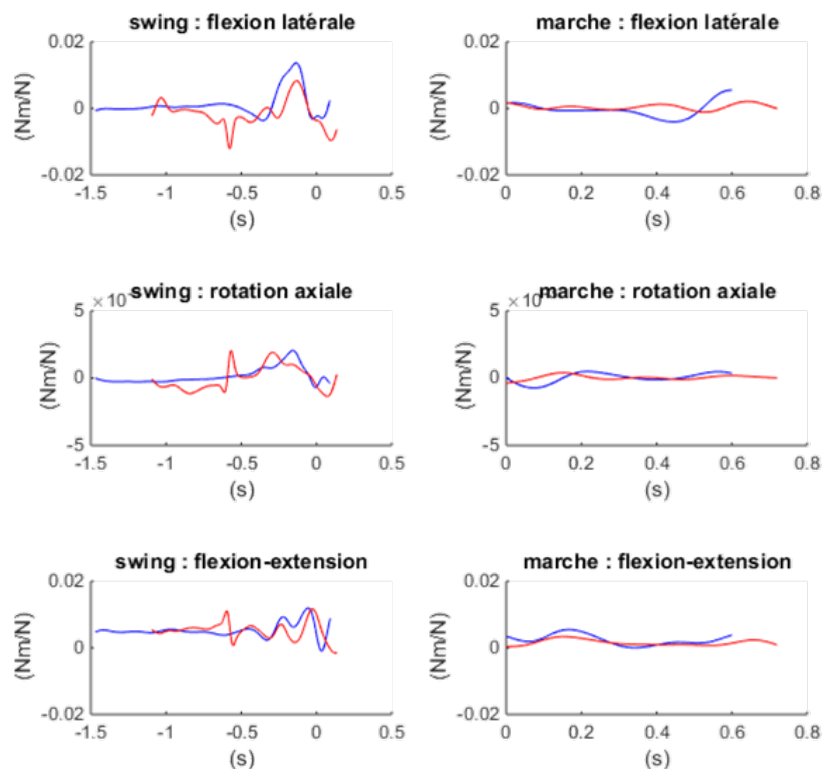 swing : flexion latérale
(Nm/N)
0.02
0
-0.02
-1.5 -1 -0.5 0 0.5
(s)
marche : flexion latérale
(Nm/N)
0.02
0
-0.02
0 0.2 0.4 0.6 0.8
(s)
swing : rotation axiale
× 10
(Nm/N)
5
0
-5
-1.5 -1 -0.5 0 0.5
(s)
marche : rotation axiale
× 10
(Nm/N)
5
0
-5
0 0.2 0.4 0.6 0.8
(s)
swing : flexion-extension
(Nm/N)
0.02
0
-0.02
-1.5 -1 -0.5 0 0.5
(s)
marche : flexion-extension
(Nm/N)
0.02
0
-0.02
0 0.2 0.4 0.6 0.8
(s)